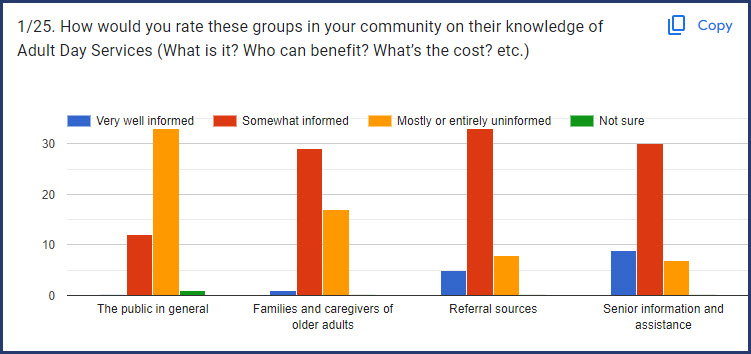 1/25. How would you rate these groups in your community on their knowledge of
Adult Day Services (What is it? Who can benefit? What's the cost? etc.)
Copy
Very well informed
Somewhat informed
Mostly or entirely uninformed
Not sure
30
20
10
0
The public in general
Families and caregivers of
older adults
Referral sources
Senior information and
assistance